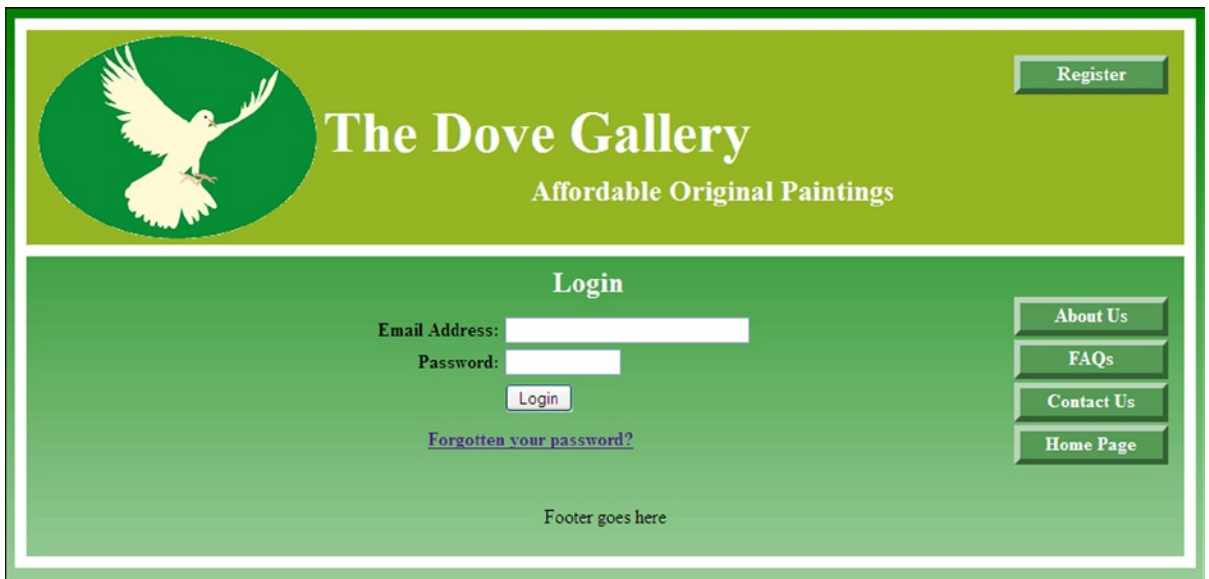 Register
The Dove Gallery
Affordable Original Paintings
Login
Email Address:
Password:
Login
Forgotten your password?
About Us
FAQs
Contact Us
Home Page
Footer goes here